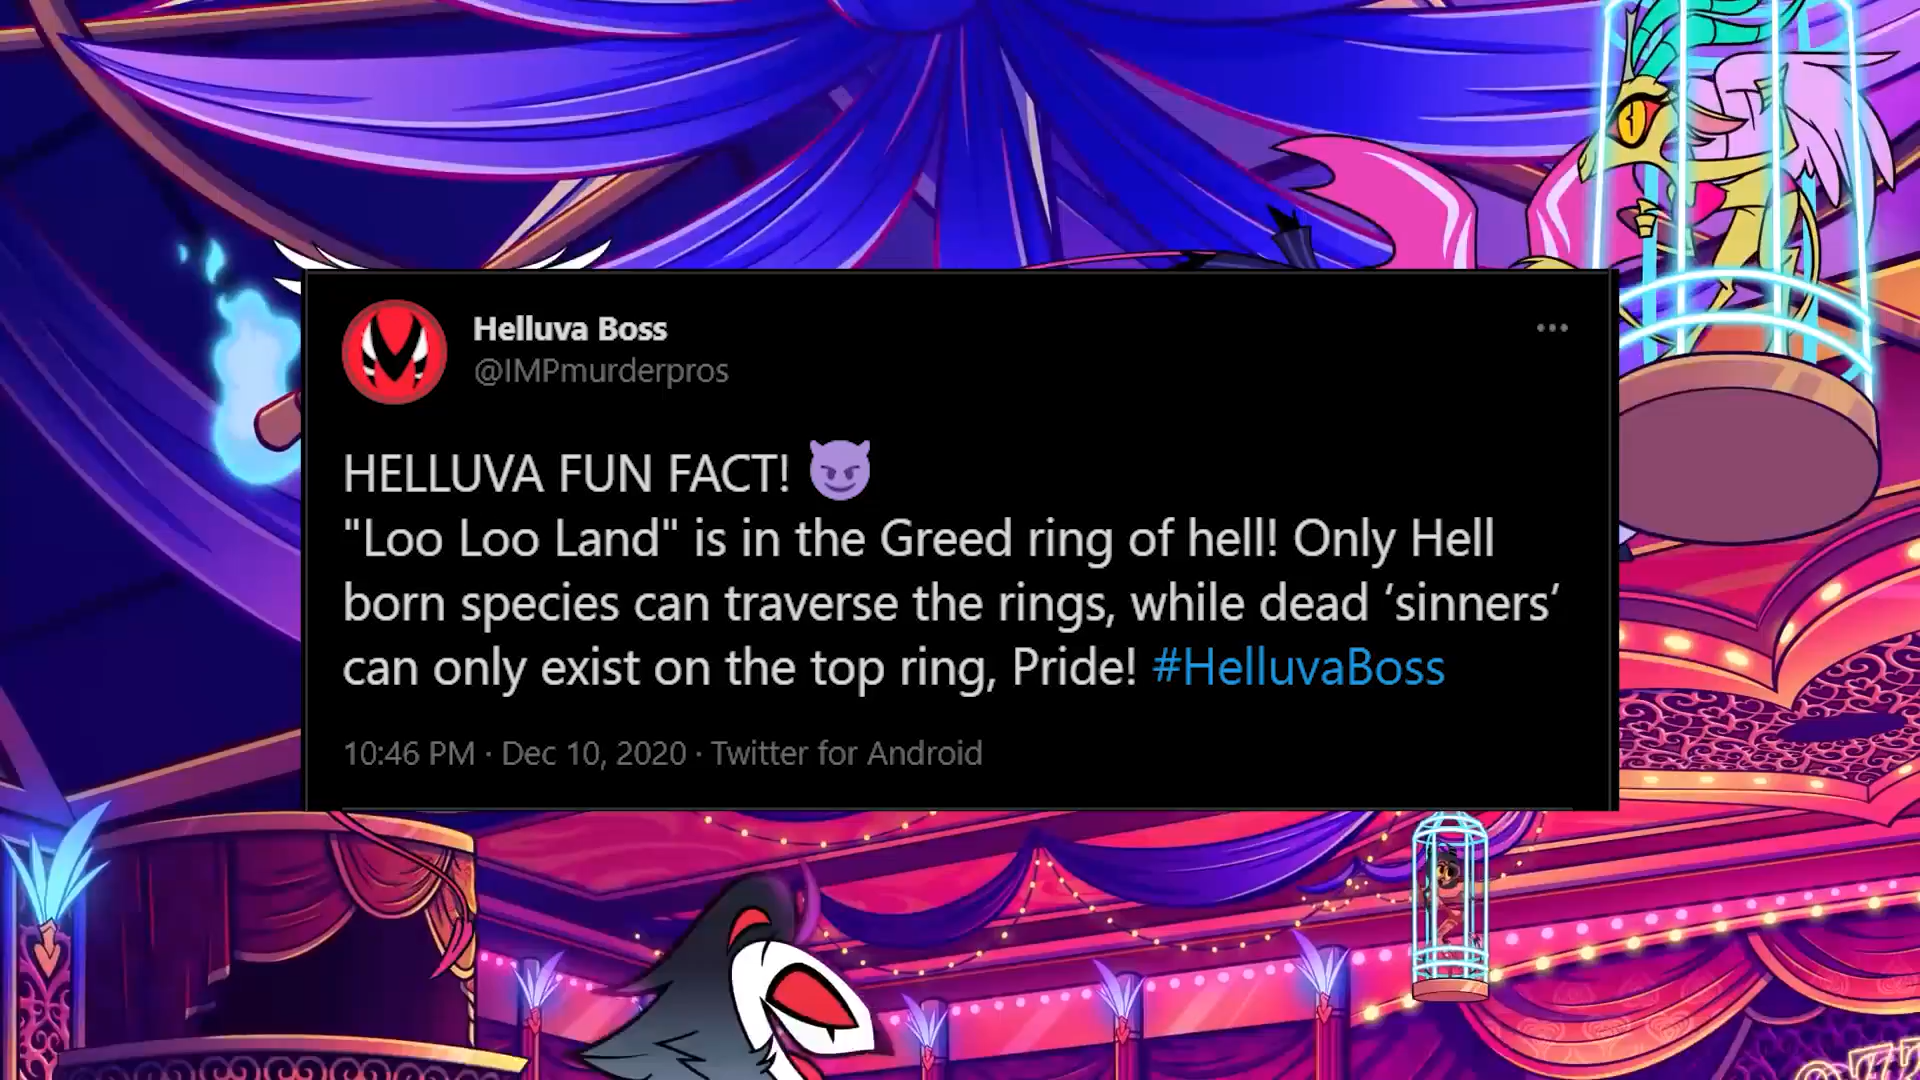 Helluva Boss
@IMPmurderpros
HELLUVA FUN FACT! 😈
"Loo Loo Land" is in the Greed ring of hell! Only Hell
born species can traverse the rings, while dead ‘sinners’
can only exist on the top ring, Pride! #HelluvaBoss
10:46 PM · Dec 10, 2020 · Twitter for Android